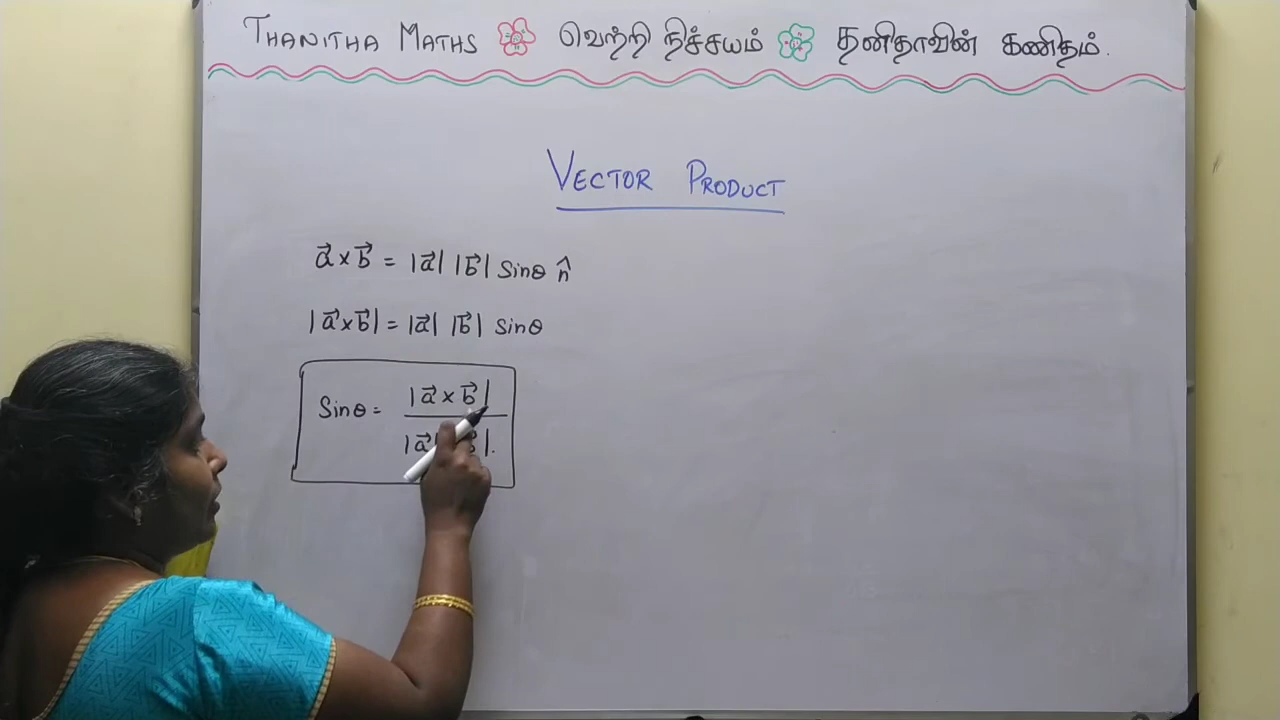 THANITHA MATHS வெற்றி நிச்சயம் தனிதாவின் கணிதம்.
VECTOR PRODUCT
a⃗ × b⃗ = |a⃗| |b⃗| Sinθ n̂
|a⃗ × b⃗| = |a⃗| |b⃗| Sinθ
Sinθ = |a⃗ × b⃗|
|a⃗| |.